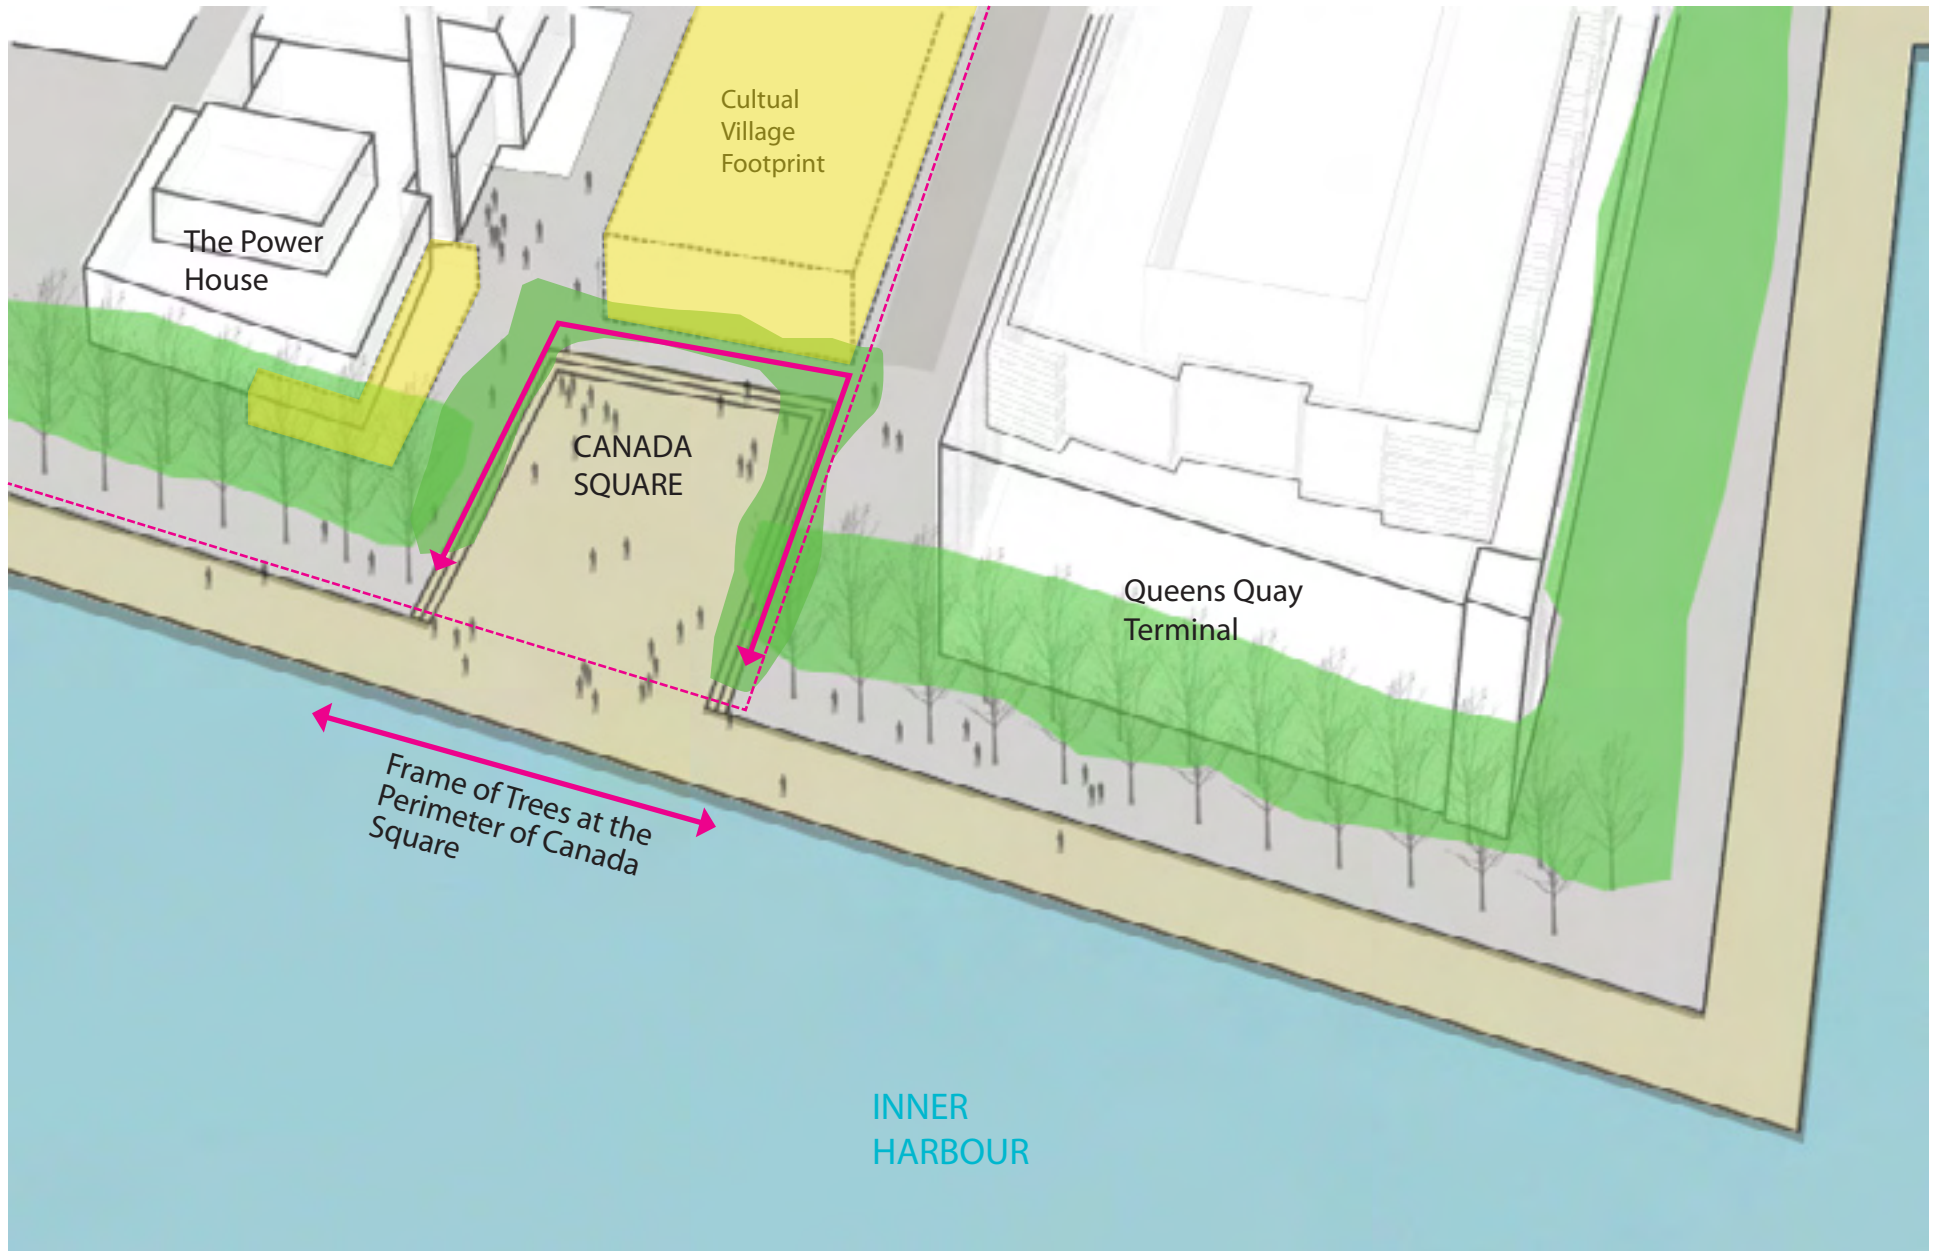 Cultual
Village
Footprint
The Power
House
CANADA
SQUARE
Queens Quay
Terminal
Frame of Trees at the
Perimeter of Canada
Square
INNER
HARBOUR